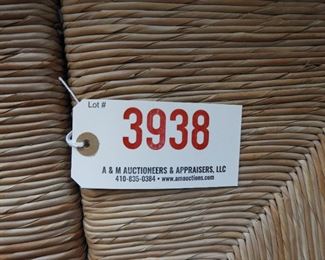 Lot #
3938
A & M AUCTIONEERS & APPRAISERS, LLC
410-835-0384 • www.amauctions.com